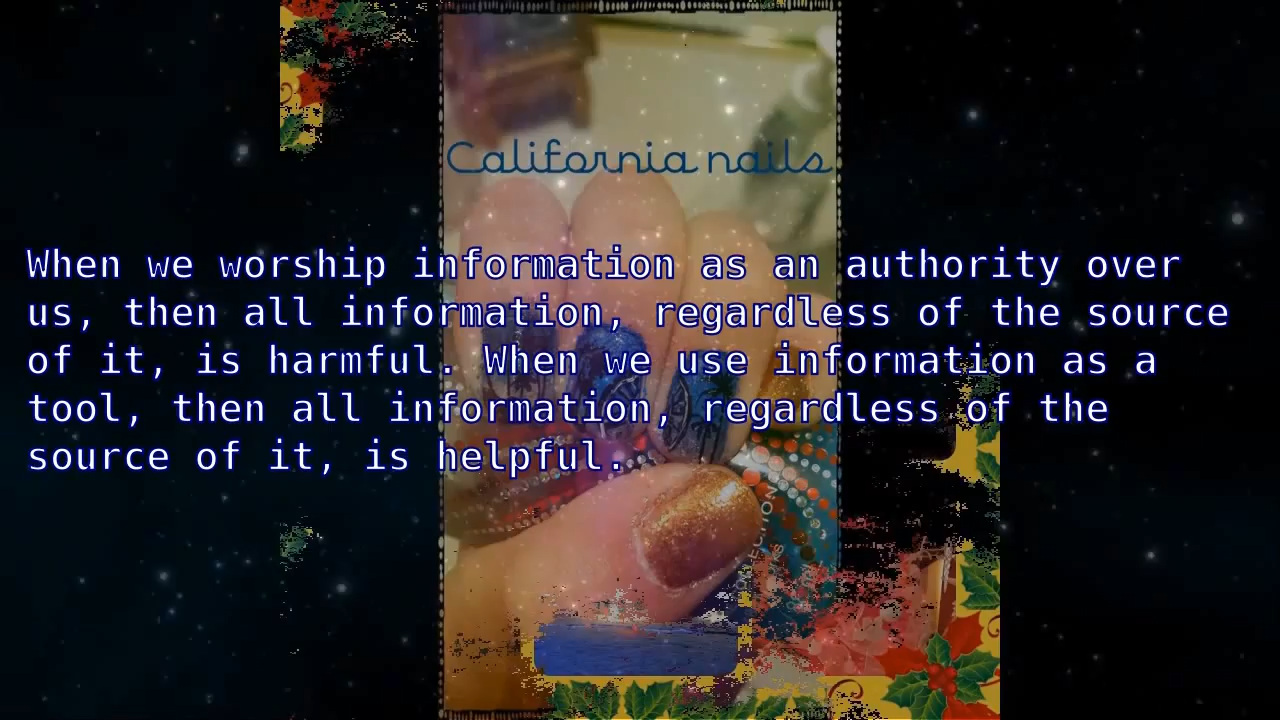 California nails
When we worship information as an authority over
us, then all information, regardless of the source
of it, is harmful. When we use information as a
tool, then all information, regardless of the
source of it, is helpful.